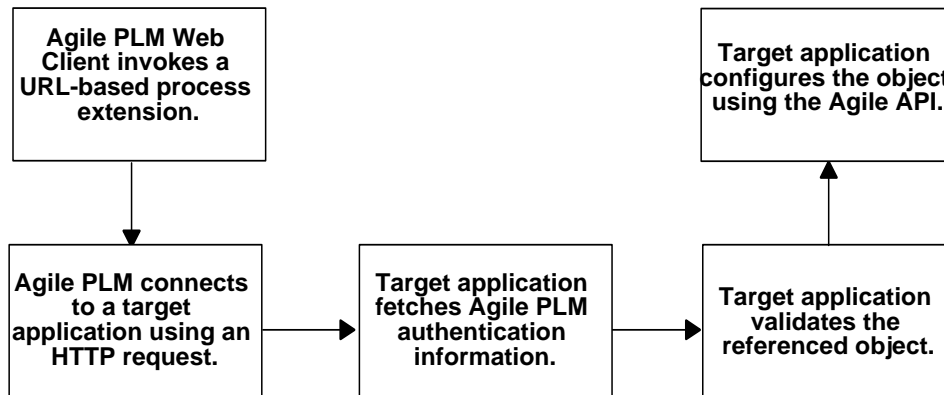 Agile PLM Web
Client invokes a
URL-based process
extension.
Agile PLM connects
to a target
application using an
HTTP request.
Target application
fetches Agile PLM
authentication
information.
Target application
validates the
referenced object.
Target application
configures the object
using the Agile API.